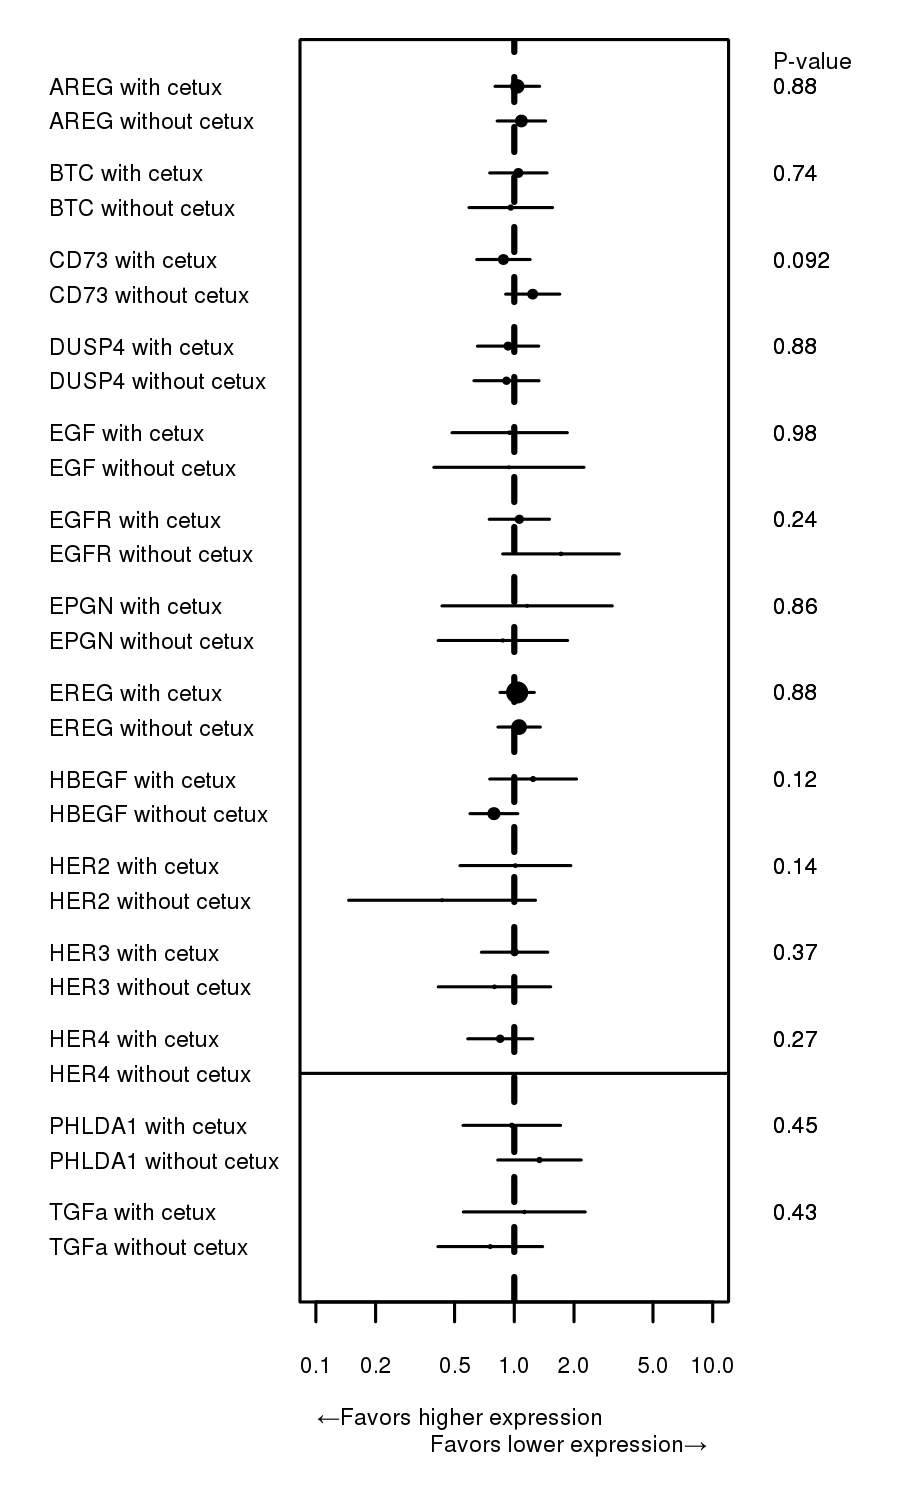 P-value
AREG with cetux 0.88
AREG without cetux
BTC with cetux 0.74
BTC without cetux
CD73 with cetux 0.092
CD73 without cetux
DUSP4 with cetux 0.88
DUSP4 without cetux
EGF with cetux 0.98
EGF without cetux
EGFR with cetux 0.24
EGFR without cetux
EPGN with cetux 0.86
EPGN without cetux
EREG with cetux 0.88
EREG without cetux
HBEGF with cetux 0.12
HBEGF without cetux
HER2 with cetux 0.14
HER2 without cetux
HER3 with cetux 0.37
HER3 without cetux
HER4 with cetux 0.27
HER4 without cetux
PHLDA1 with cetux 0.45
PHLDA1 without cetux
TGFa with cetux 0.43
TGFa without cetux
0.1 0.2 0.5 1.0 2.0 5.0 10.0
←Favors higher expression
Favors lower expression→